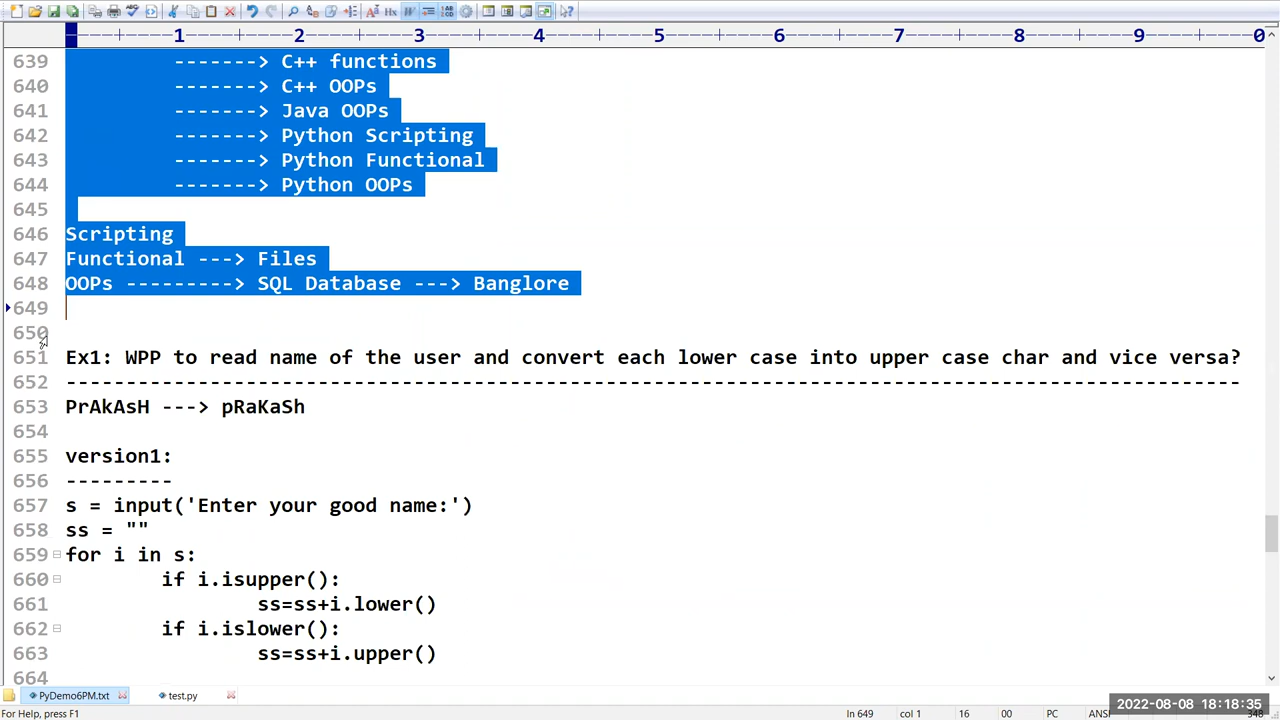 1 2 3 4 5 6 7 8 9 0
639 -------> C++ functions
640 -------> C++ OOPs
641 -------> Java OOPs
642 -------> Python Scripting
643 -------> Python Functional
644 -------> Python OOPs
645
646 Scripting
647 Functional ---> Files
648 OOPs ---------> SQL Database ---> Banglore
649
650
651 Ex1: WPP to read name of the user and convert each lower case into upper case char and vice versa?
652 --------------------------------------------------------------------------------------------------
653 PrAkAsH ---> pRaKaSh
654
655 version1:
656 ---------
657 s = input('Enter your good name:')
658 ss = ""
659 for i in s:
660 if i.isupper():
661 ss=ss+i.lower()
662 if i.islower():
663 ss=ss+i.upper()
664
PyDemo6PM.txt test.py
2022-08-08 18:18:35
For Help, press F1 ln 649 col 1 16 00 PC ANSI